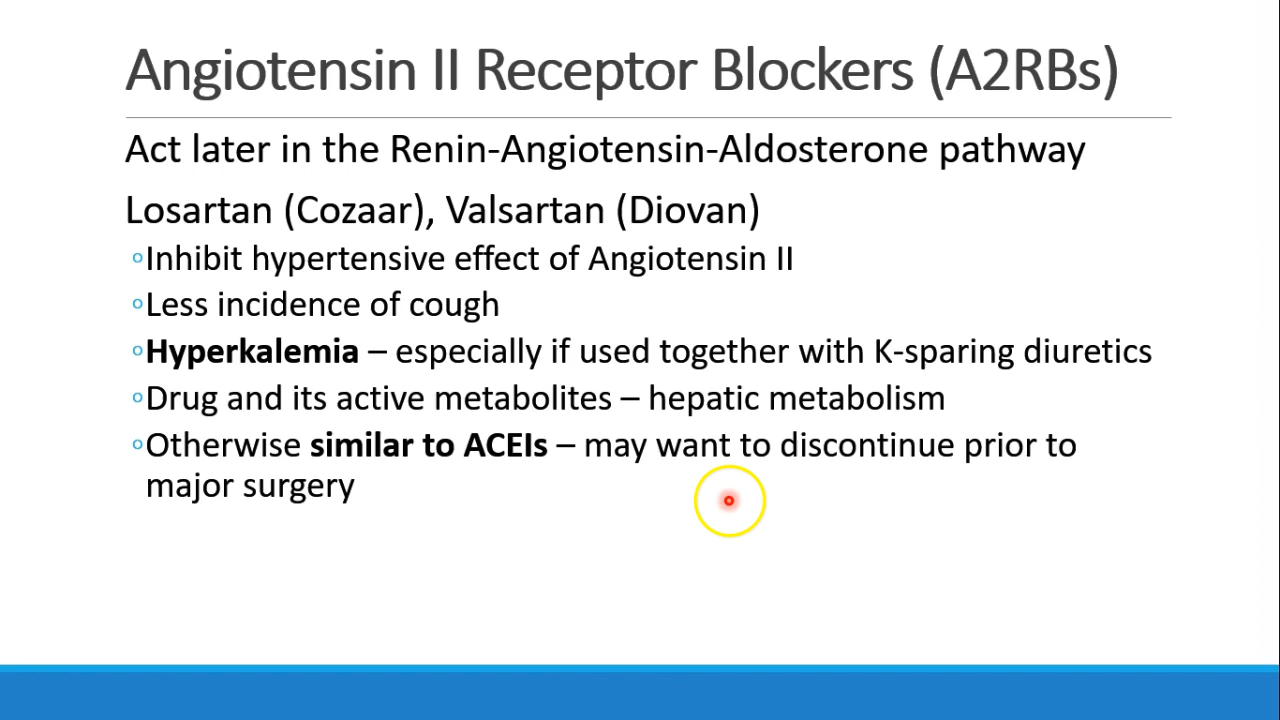 Angiotensin II Receptor Blockers (A2RBs)
Act later in the Renin-Angiotensin-Aldosterone pathway
Losartan (Cozaar), Valsartan (Diovan)
◦Inhibit hypertensive effect of Angiotensin II
◦Less incidence of cough
◦Hyperkalemia – especially if used together with K-sparing diuretics
◦Drug and its active metabolites – hepatic metabolism
◦Otherwise similar to ACEIs – may want to discontinue prior to
major surgery